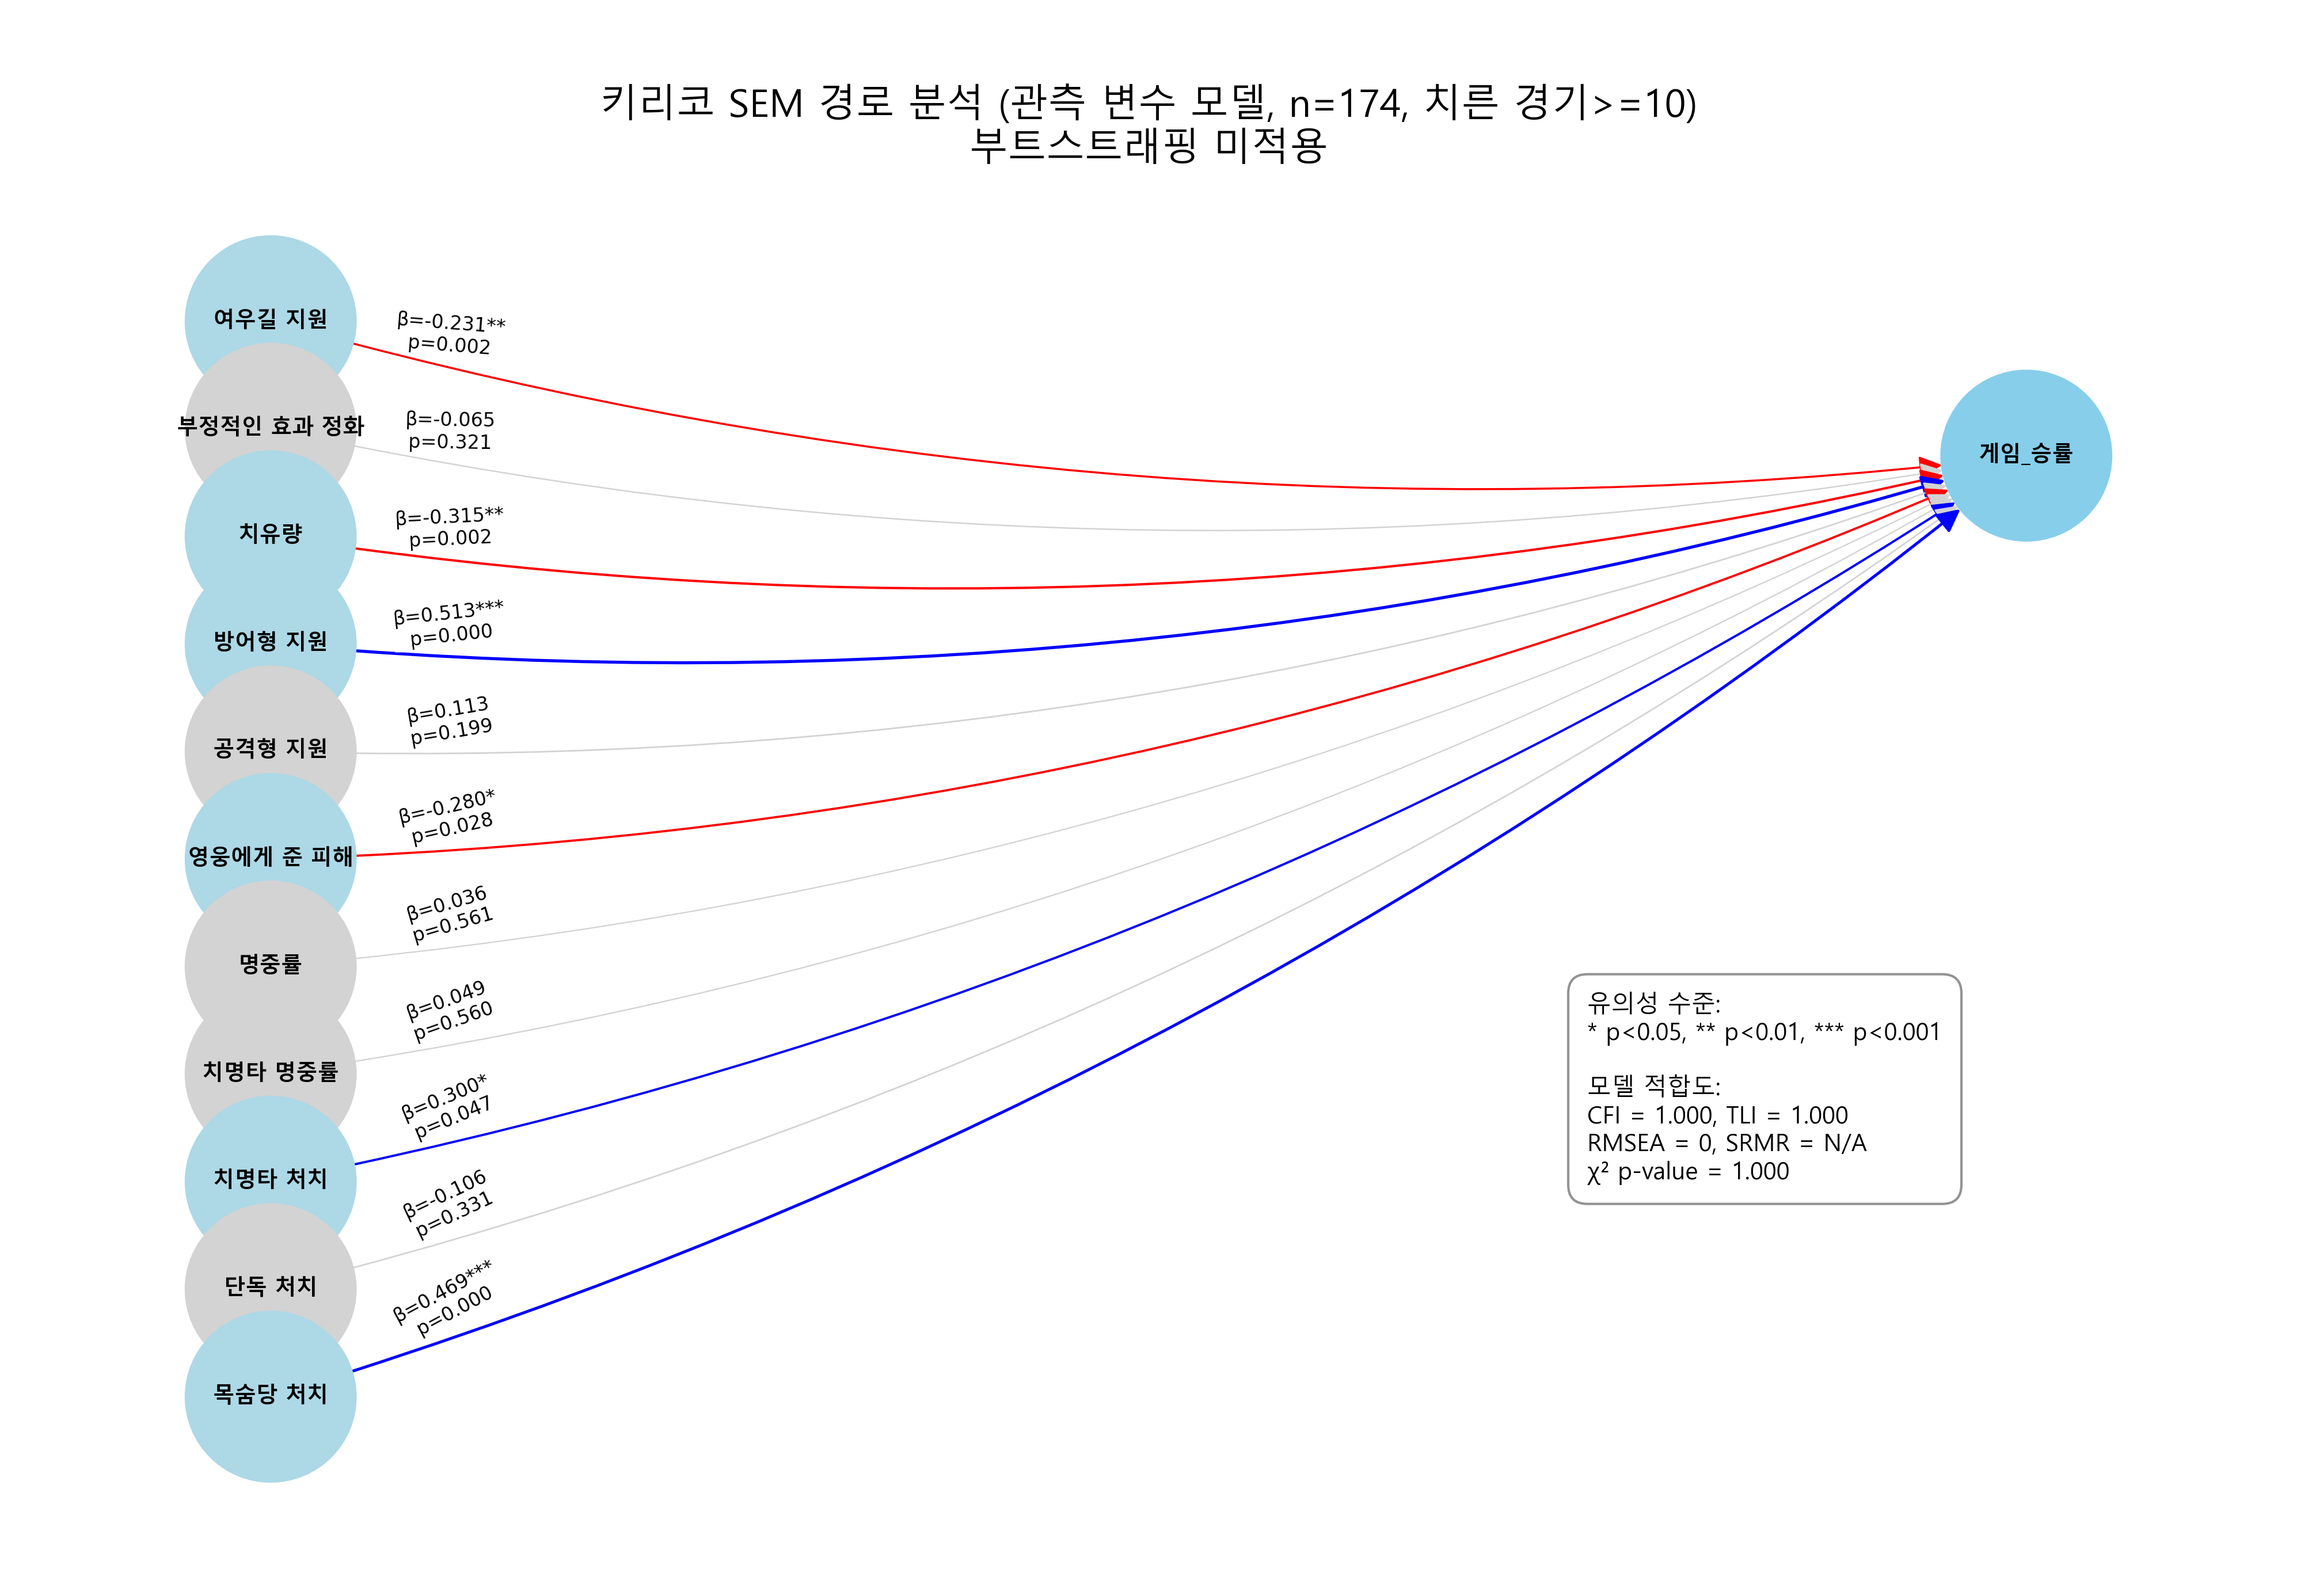 키리코 SEM 경로 분석 (관측 변수 모델, n=174, 치른 경기>=10)
부트스트래핑 미적용
여우길 지원
β=-0.231**
p=0.002
부정적인 효과 정화
β=-0.065
p=0.321
치유량
β=-0.315**
p=0.002
방어형 지원
β=0.513***
p=0.000
공격형 지원
β=0.113
p=0.199
영웅에게 준 피해
β=-0.280*
p=0.028
명중률
β=0.036
p=0.561
치명타 명중률
β=0.049
p=0.560
치명타 처치
β=0.300*
p=0.047
단독 처치
β=-0.106
p=0.331
목숨당 처치
β=0.469***
p=0.000
게임_승률
유의성 수준:
* p<0.05, ** p<0.01, *** p<0.001
모델 적합도:
CFI = 1.000, TLI = 1.000
RMSEA = 0, SRMR = N/A
χ² p-value = 1.000